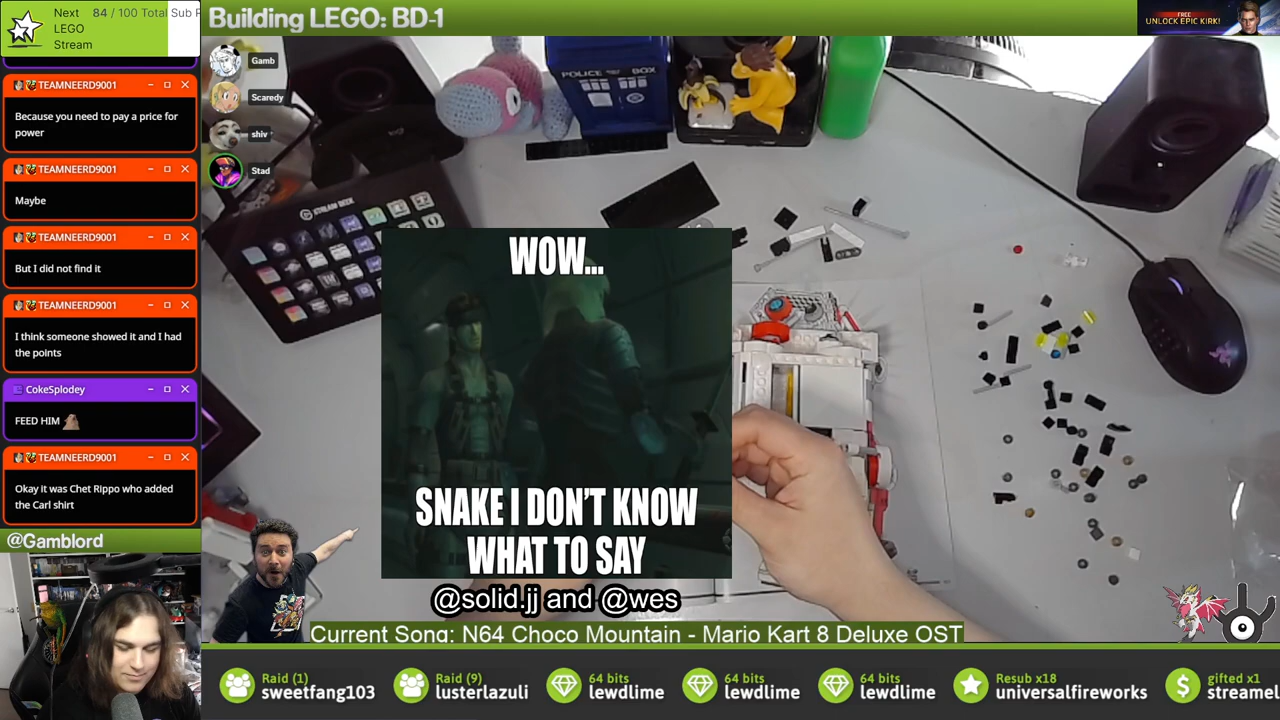 Next
LEGO
Stream
84 / 100 Total Sub P
Building LEGO: BD-1
FREE
UNLOCK EPIC KIRK!
TEAMNEERD9001
Because you need to pay a price for
power
TEAMNEERD9001
Maybe
TEAMNEERD9001
But I did not find it
TEAMNEERD9001
I think someone showed it and I had
the points
CokeSplodey
FEED HIM
TEAMNEERD9001
Okay it was Chet Rippo who added
the Carl shirt
@Gamblord
Gamb
Scaredy
shiv
Stad
POLICE BOX
STREAM DECK
WOW...
SNAKE I DON'T KNOW
WHAT TO SAY
@solid.jj and @wes
Current Song: N64 Choco Mountain - Mario Kart 8 Deluxe OST
Raid (1)
sweetfang103
Raid (9)
lusterlazuli
64 bits
lewdlime
64 bits
lewdlime
64 bits
lewdlime
Resub x18
universalfireworks
gifted x1
streamel